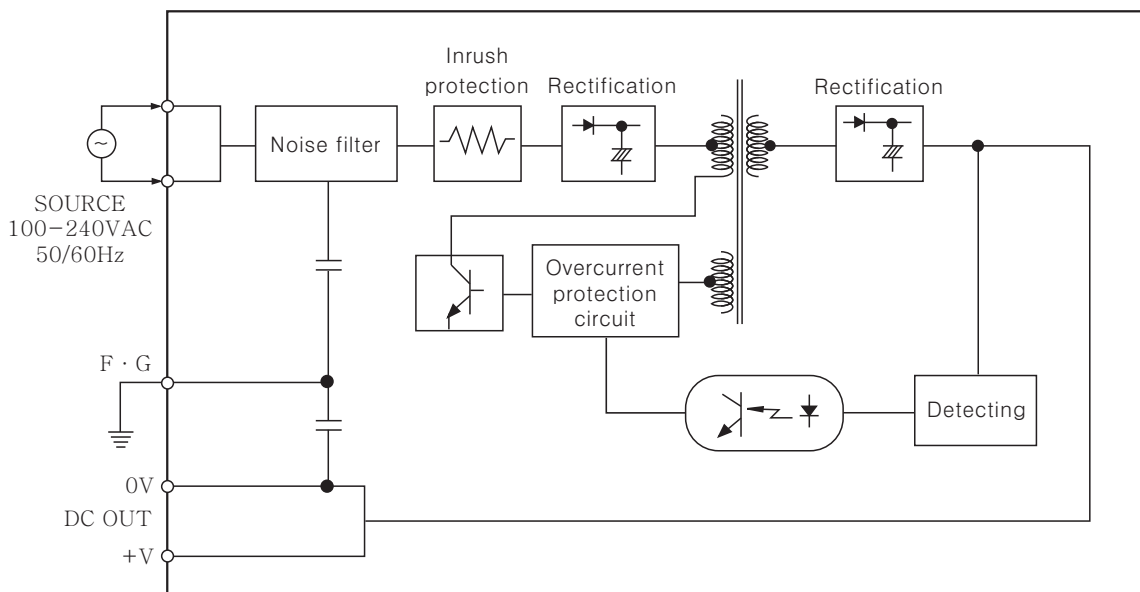 Inrush
protection
Rectification
Rectification
Noise filter
SOURCE
100-240VAC
50/60Hz
Overcurrent
protection
circuit
F · G
Detecting
0V
DC OUT
+V